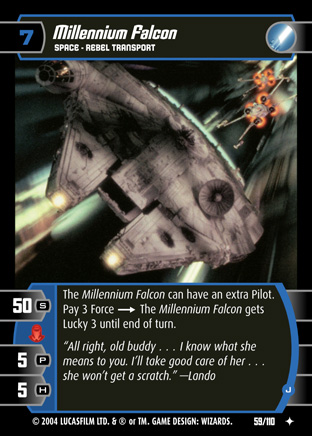 7
Millennium Falcon
SPACE - REBEL TRANSPORT
50 S
The Millennium Falcon can have an extra Pilot.
Pay 3 Force → The Millennium Falcon gets
Lucky 3 until end of turn.
5 P
“All right, old buddy . . . I know what she
means to you. I'll take good care of her . . .
she won't get a scratch.” —Lando
5 H
J
© 2004 LUCASFILM LTD. & ® or TM. GAME DESIGN: WIZARDS.
59/110